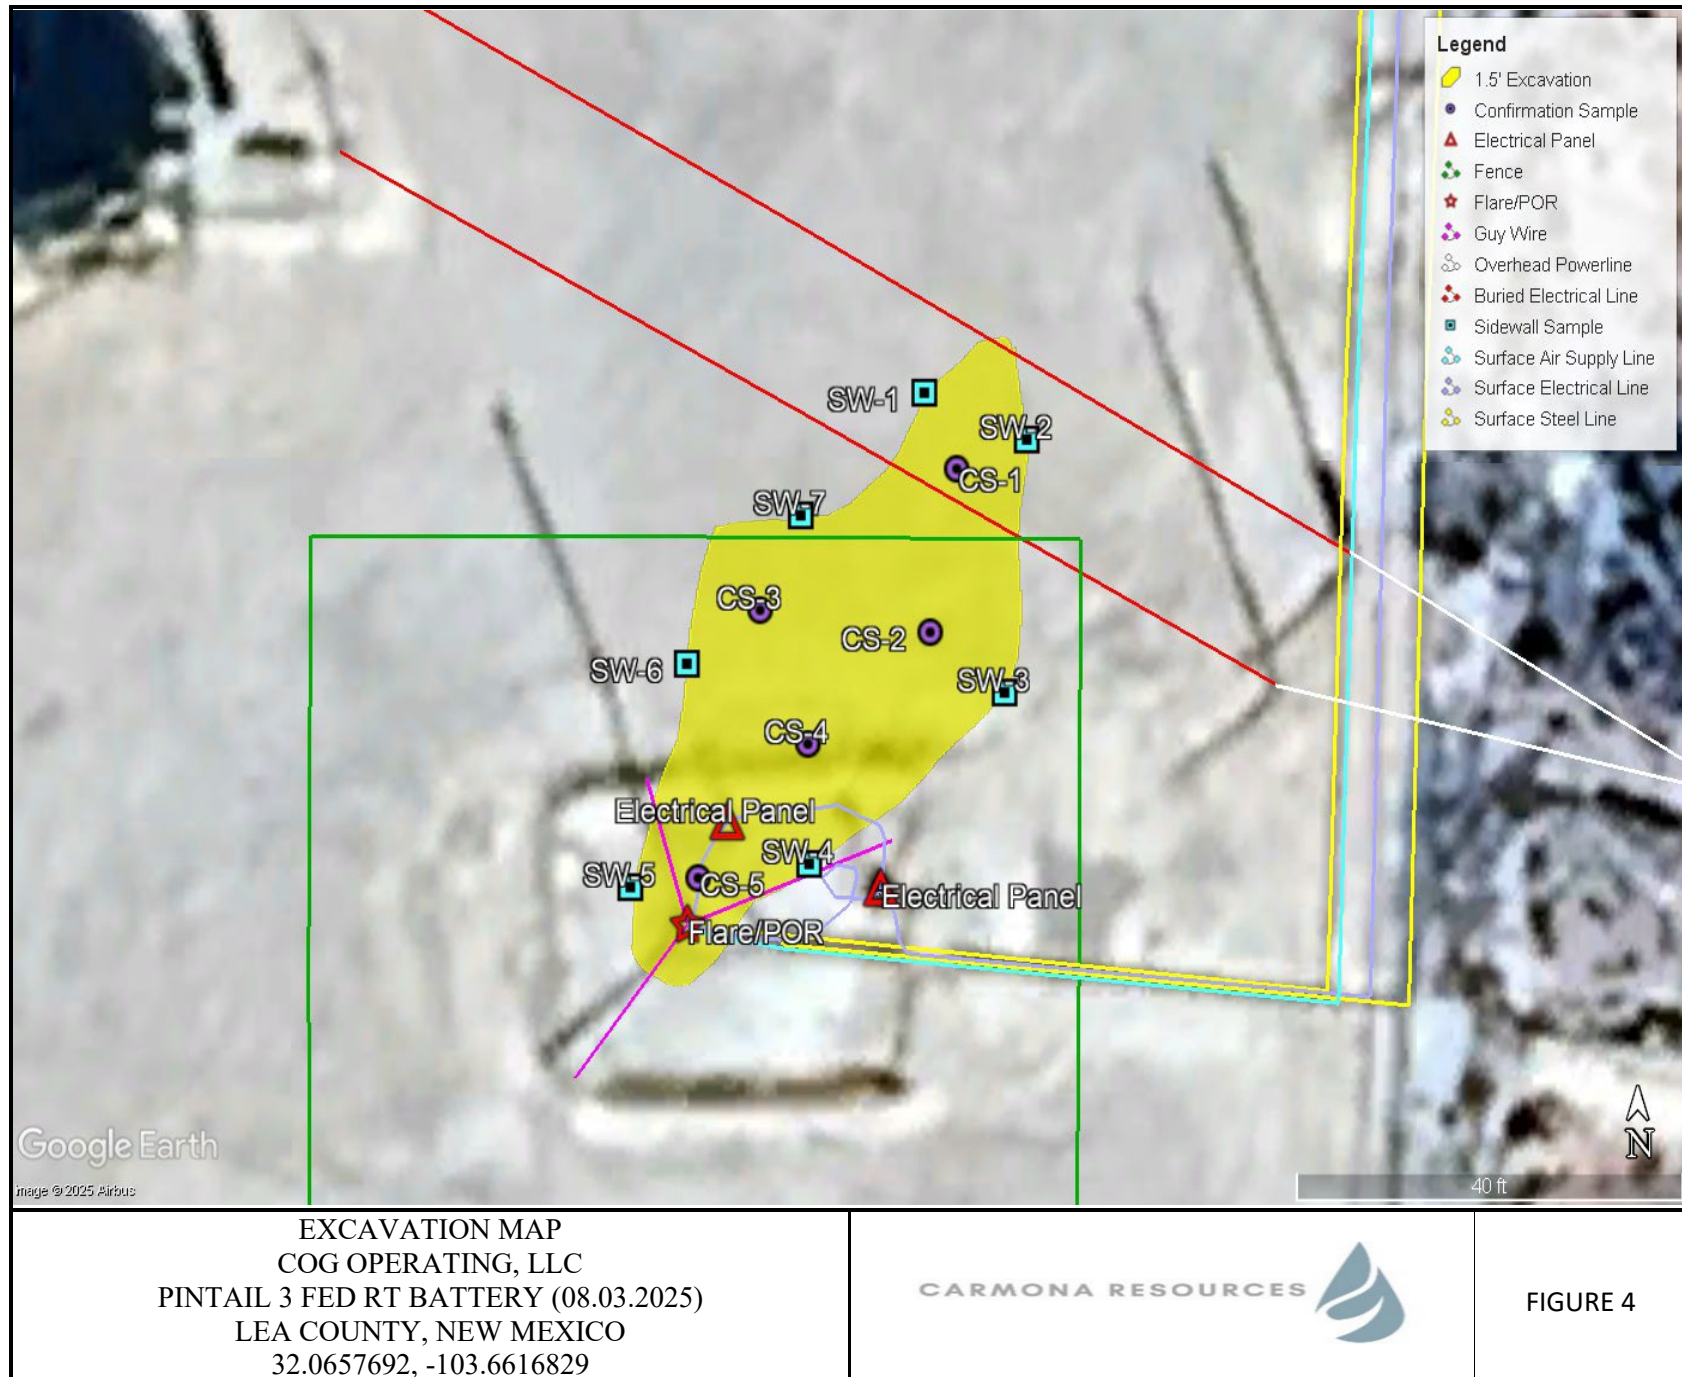 Legend
1.5' Excavation
Confirmation Sample
Electrical Panel
Fence
Flare/POR
Guy Wire
Overhead Powerline
Buried Electrical Line
Sidewall Sample
Surface Air Supply Line
Surface Electrical Line
Surface Steel Line
SW-1
SW-2
CS-1
SW-7
CS-3
CS-2
SW-6
SW-3
CS-4
Electrical Panel
SW-4
SW-5
CS-5
Electrical Panel
Flare/POR
N
Google Earth
Image © 2025 Airbus
40 ft
EXCAVATION MAP
COG OPERATING, LLC
PINTAIL 3 FED RT BATTERY (08.03.2025)
LEA COUNTY, NEW MEXICO
32.0657692, -103.6616829
CARMONA RESOURCES
FIGURE 4